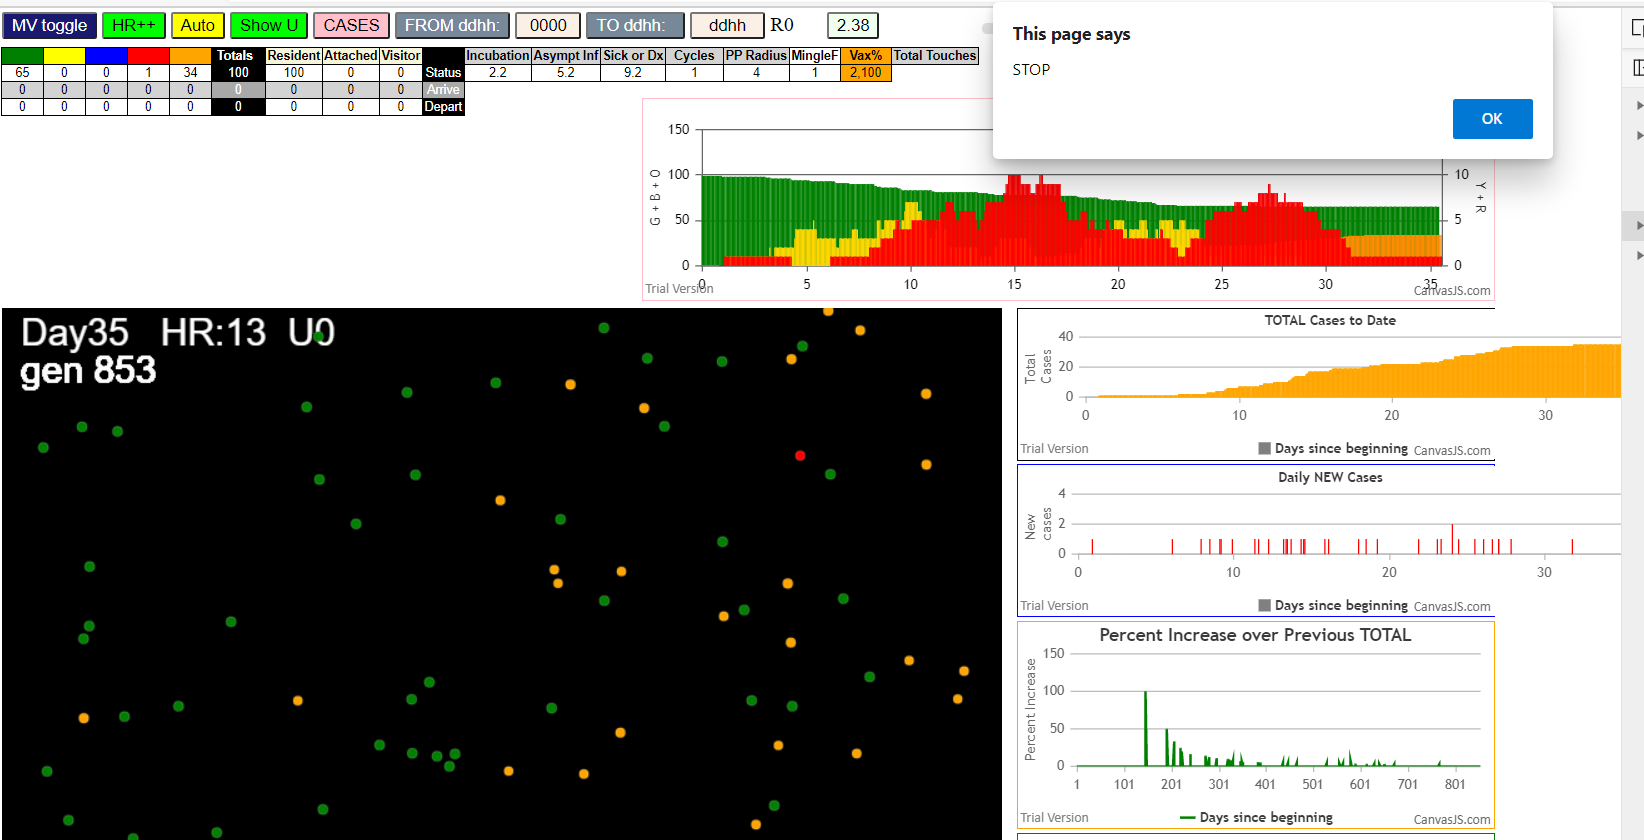 MV toggle HR++ Auto Show U CASES FROM ddhh: 0000 TO ddhh: ddhh R0 2.38
This page says
STOP
OK
Totals Resident Attached Visitor Incubation Asympt Inf Sick or Dx Cycles PP Radius MingleF Vax% Total Touches
65 0 0 1 34 100 100 0 0 Status 2.2 5.2 9.2 1 4 1 2,100
0 0 0 0 0 0 0 0 0 Arrive
0 0 0 0 0 0 0 0 0 Depart
150
100 10
50 5
0 0
G + B + O
Y + R
0 5 10 15 20 25 30 35
Trial Version CanvasJS.com
Day35 HR:13 U0
gen 853
TOTAL Cases to Date
40
20
0
Total
Cases
0 10 20 30
Days since beginning
Trial Version CanvasJS.com
Daily NEW Cases
4
2
0
New
cases
0 10 20 30
Days since beginning
Trial Version CanvasJS.com
Percent Increase over Previous TOTAL
150
100
50
0
Percent Increase
1 101 201 301 401 501 601 701 801
Days since beginning
Trial Version CanvasJS.com